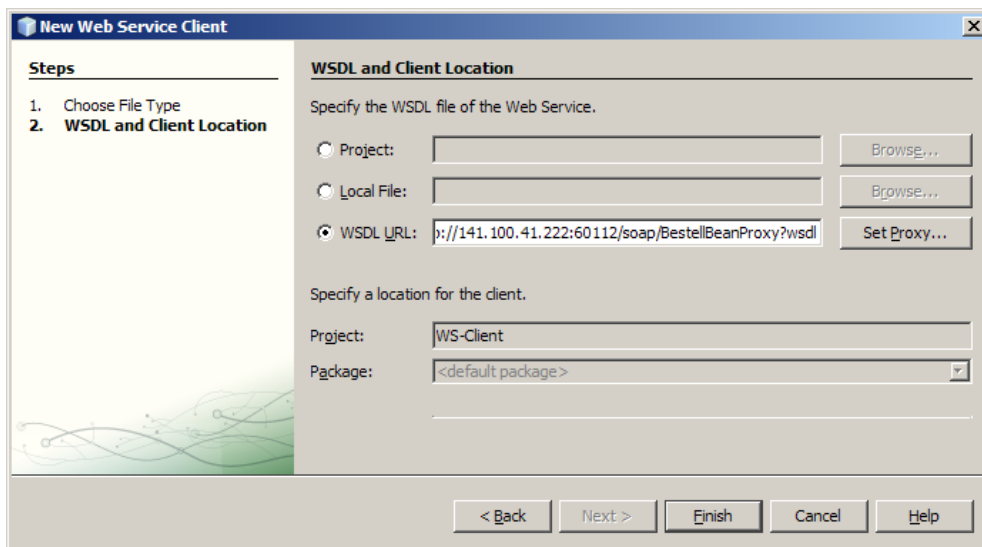 New Web Service Client
Steps
1. Choose File Type
2. WSDL and Client Location
WSDL and Client Location
Specify the WSDL file of the Web Service.
Project:
Browse...
Local File:
Browse...
WSDL URL: ://141.100.41.222:60112/soap/BestellBeanProxy?wsdl
Set Proxy...
Specify a location for the client.
Project: WS-Client
Package: <default package>
< Back
Next >
Finish
Cancel
Help